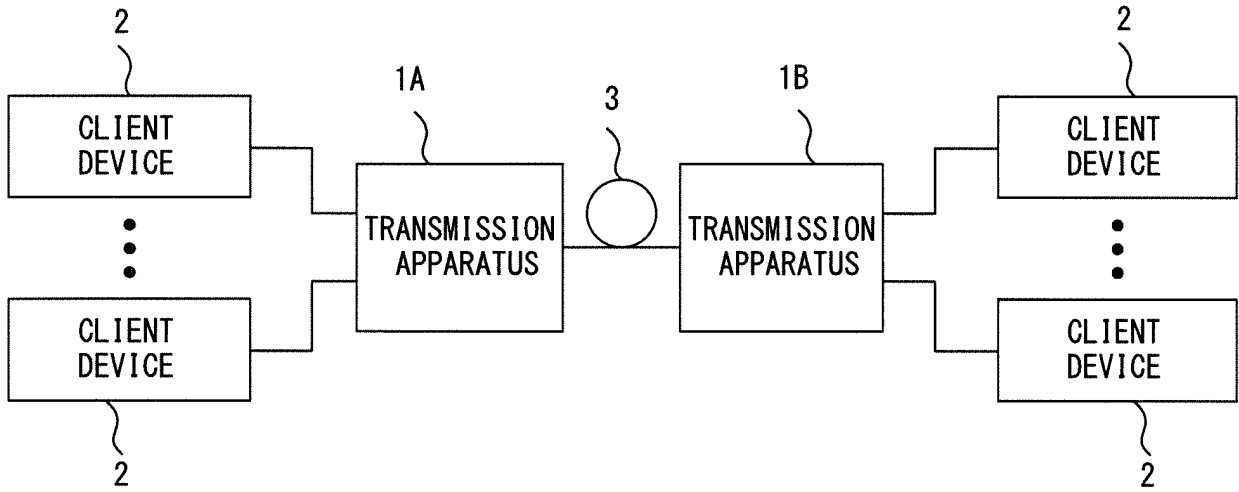 2
CLIENT
DEVICE
1A
TRANSMISSION
APPARATUS
3
1B
TRANSMISSION
APPARATUS
2
CLIENT
DEVICE
CLIENT
DEVICE
2
CLIENT
DEVICE
2